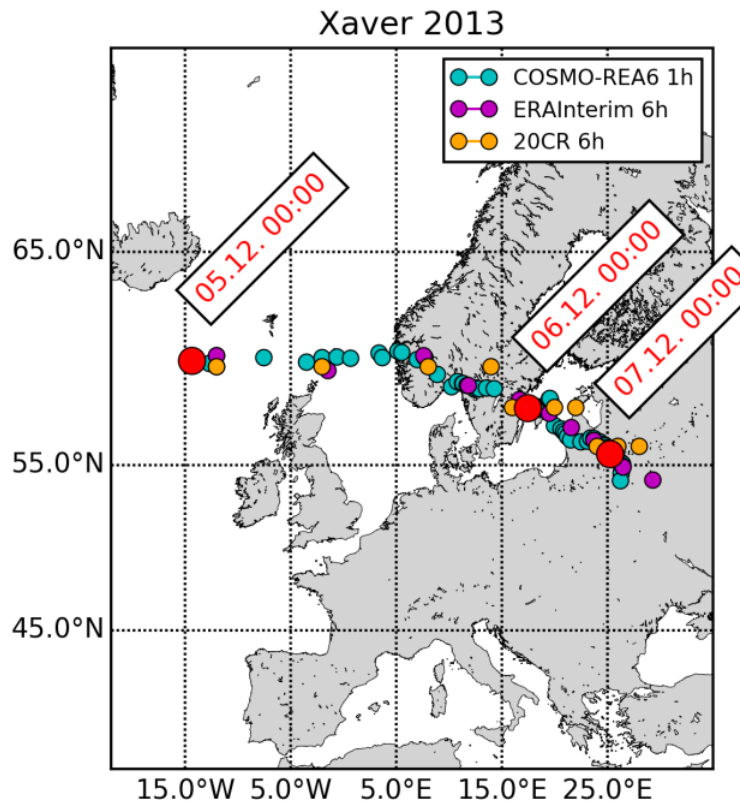 Xaver 2013
COSMO-REA6 1h
ERAInterim 6h
20CR 6h
05.12. 00:00
06.12. 00:00
07.12. 00:00
65.0°N
55.0°N
45.0°N
15.0°W 5.0°W 5.0°E 15.0°E 25.0°E